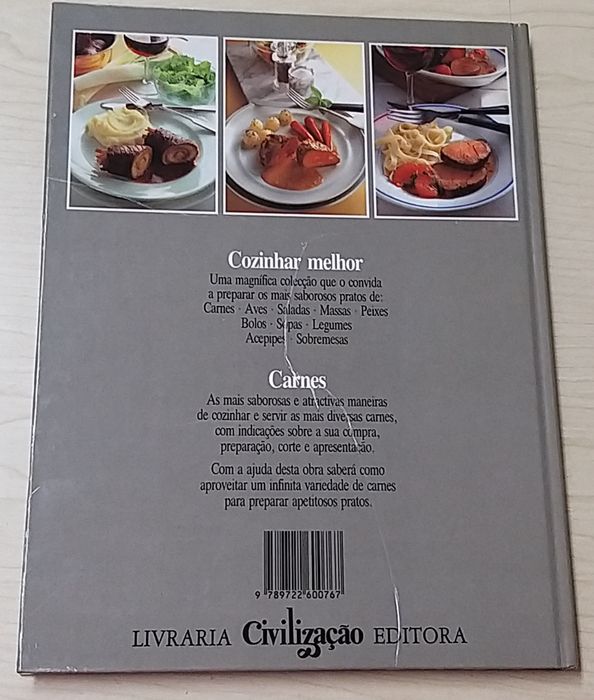 Cozinhar melhor
Uma magnífica colecção que o convida
a preparar os mais saborosos pratos de:
Carnes · Aves · Saladas · Massas · Peixes
Bolos · Sopas · Legumes
Acepipes · Sobremesas
Carnes
As mais saborosas e atractivas maneiras
de cozinhar e servir as mais diversas carnes,
com indicações sobre a sua compra,
preparação, corte e apresentação.
Com a ajuda desta obra saberá como
aproveitar um infinita variedade de carnes
para preparar apetitosos pratos.
9 789722 600767
LIVRARIA Civilização EDITORA